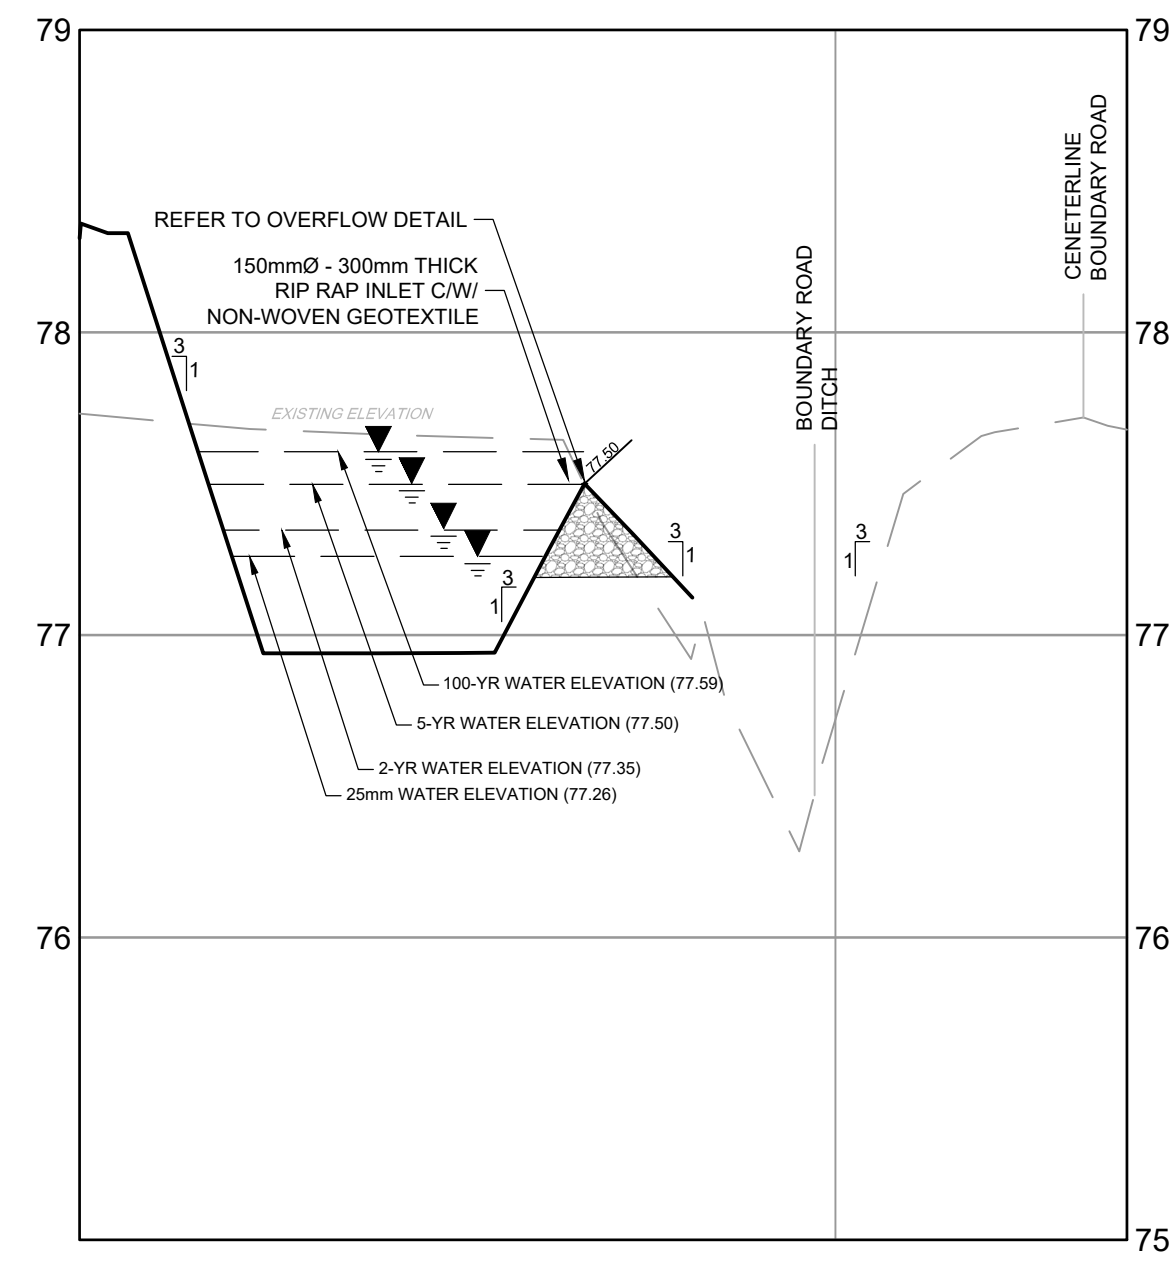 79
79
CENETERLINE
BOUNDARY ROAD
REFER TO OVERFLOW DETAIL
150mmØ - 300mm THICK
RIP RAP INLET C/W/
NON-WOVEN GEOTEXTILE
BOUNDARY ROAD
DITCH
78
78
3
1
EXISTING ELEVATION
77.50
3
1
3
1
3
1
77
77
100-YR WATER ELEVATION (77.59)
5-YR WATER ELEVATION (77.50)
2-YR WATER ELEVATION (77.35)
25mm WATER ELEVATION (77.26)
76
76
75